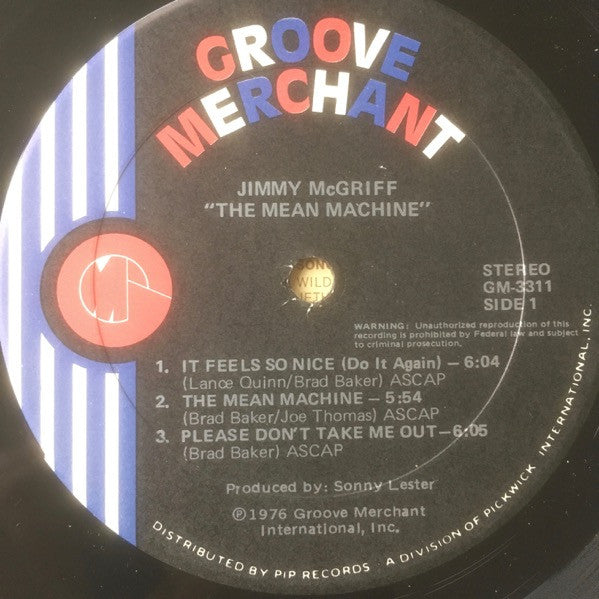 GROOVE
MERCHANT
JIMMY McGRIFF
"THE MEAN MACHINE"
STEREO
GM-3311
SIDE 1
WARNING: Unauthorized reproduction of this
recording is prohibited by Federal law and subject
to criminal prosecution.
1. IT FEELS SO NICE (Do It Again) — 6:04
(Lance Quinn/Brad Baker) ASCAP
2. THE MEAN MACHINE — 5:54
(Brad Baker/Joe Thomas) ASCAP
3. PLEASE DON'T TAKE ME OUT — 6:05
(Brad Baker) ASCAP
Produced by: Sonny Lester
℗1976 Groove Merchant
International, Inc.
DISTRIBUTED BY PIP RECORDS · A DIVISION OF PICKWICK INTERNATIONAL, INC.
WILD